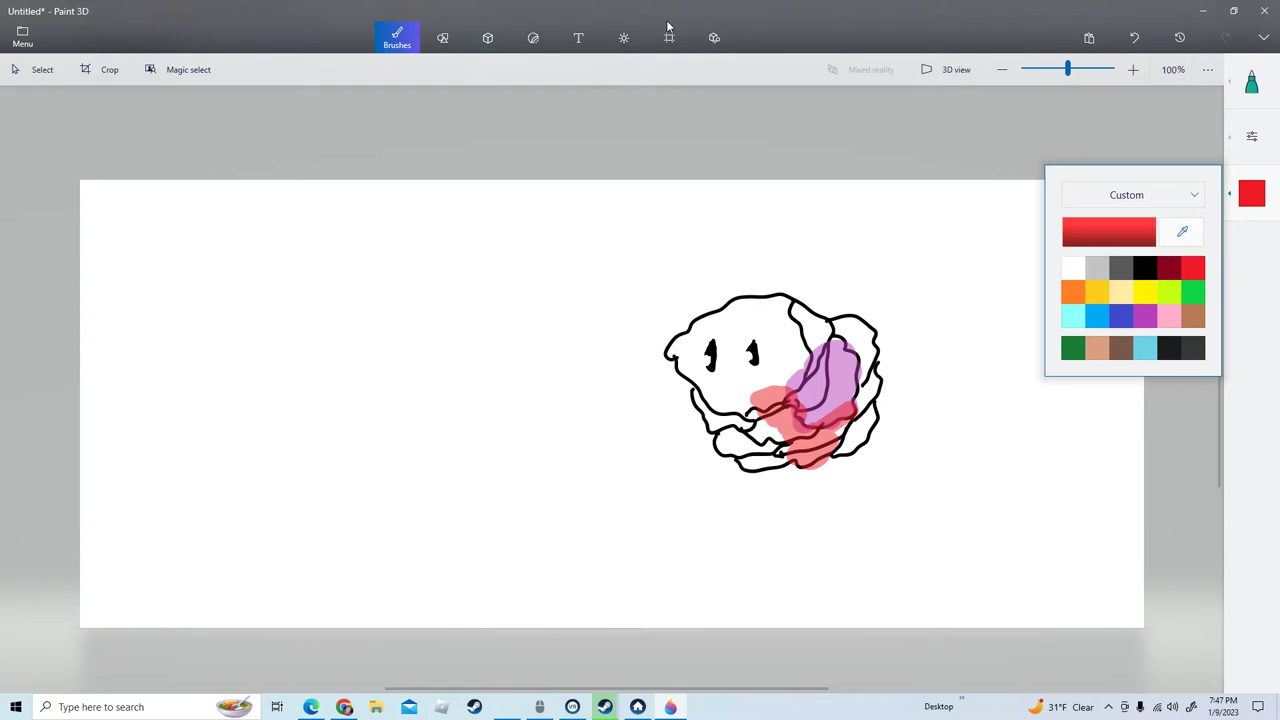 Untitled* - Paint 3D
Menu
Brushes
Select
Crop
Magic select
Mixed reality
3D view
100%
Custom
Type here to search
Desktop
31°F Clear
7:47 PM
1/9/2023